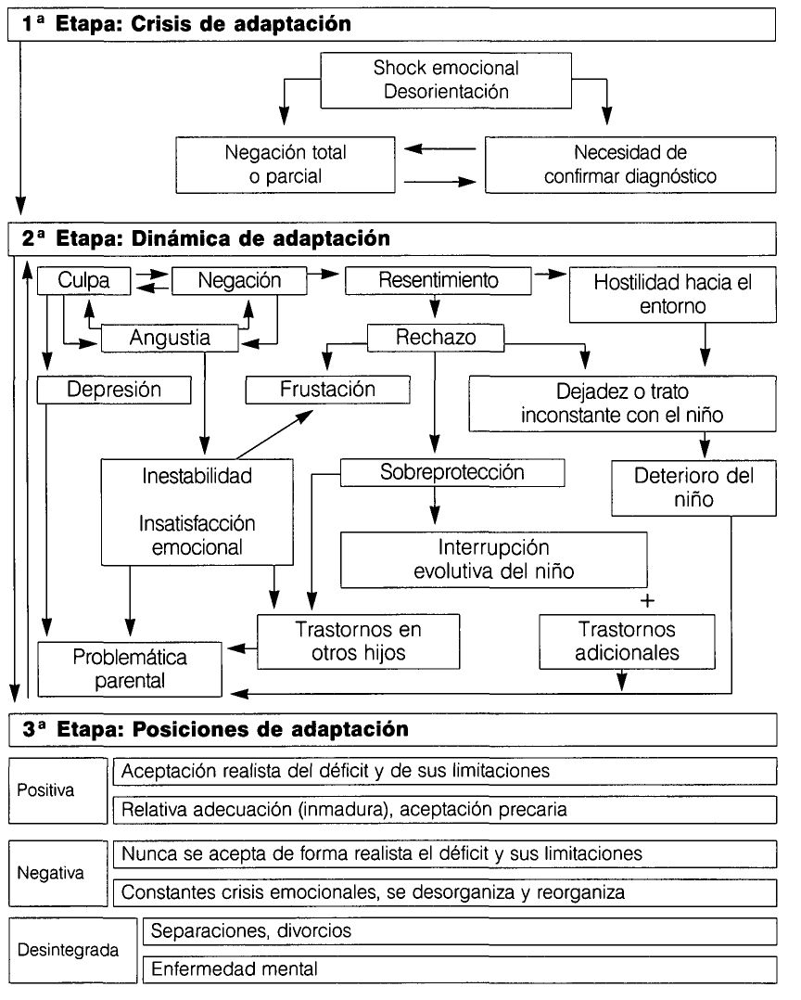 1ª Etapa: Crisis de adaptación
Shock emocional
Desorientación
Negación total
o parcial
Necesidad de
confirmar diagnóstico
2ª Etapa: Dinámica de adaptación
Culpa
Negación
Resentimiento
Hostilidad hacia el
entorno
Angustia
Rechazo
Depresión
Frustación
Dejadez o trato
inconstante con el niño
Inestabilidad
Insatisfacción
emocional
Sobreprotección
Deterioro del
niño
Interrupción
evolutiva del niño
+
Trastornos en
otros hijos
Trastornos
adicionales
Problemática
parental
3ª Etapa: Posiciones de adaptación
Positiva
Aceptación realista del déficit y de sus limitaciones
Relativa adecuación (inmadura), aceptación precaria
Negativa
Nunca se acepta de forma realista el déficit y sus limitaciones
Constantes crisis emocionales, se desorganiza y reorganiza
Desintegrada
Separaciones, divorcios
Enfermedad mental